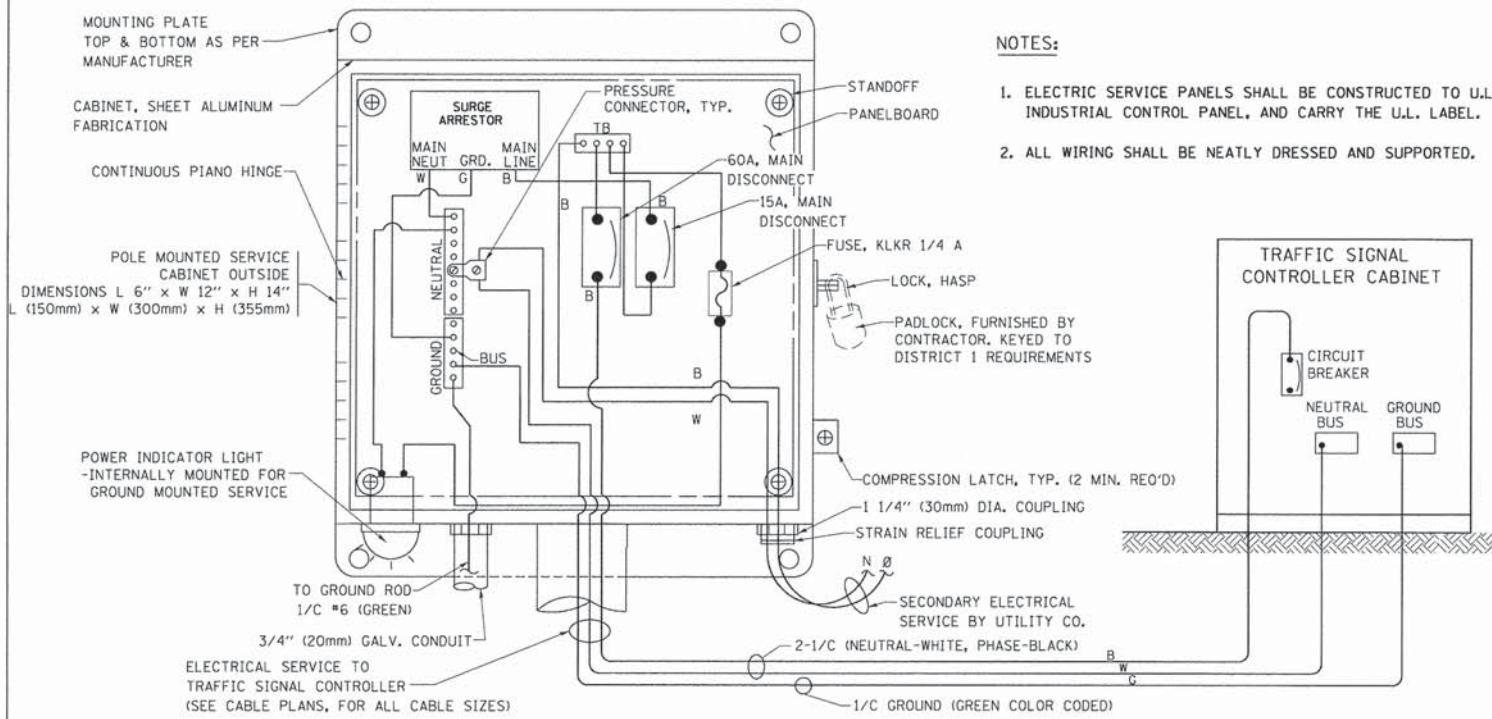 MOUNTING PLATE
TOP & BOTTOM AS PER
MANUFACTURER
CABINET, SHEET ALUMINUM
FABRICATION
CONTINUOUS PIANO HINGE
POLE MOUNTED SERVICE
CABINET OUTSIDE
DIMENSIONS L 6" x W 12" x H 14"
L (150mm) x W (300mm) x H (355mm)
POWER INDICATOR LIGHT
-INTERNALLY MOUNTED FOR
GROUND MOUNTED SERVICE
SURGE
ARRESTOR
MAIN
NEUT
GRD.
MAIN
LINE
W
G
B
PRESSURE
CONNECTOR, TYP.
TB
STANDOFF
PANELBOARD
60A, MAIN
DISCONNECT
B
B
15A, MAIN
DISCONNECT
FUSE, KLKR 1/4 A
NEUTRAL
B
GROUND
BUS
LOCK, HASP
PADLOCK, FURNISHED BY
CONTRACTOR. KEYED TO
DISTRICT 1 REQUIREMENTS
B
W
COMPRESSION LATCH, TYP. (2 MIN. REQ'D)
1 1/4" (30mm) DIA. COUPLING
STRAIN RELIEF COUPLING
N Ø
SECONDARY ELECTRICAL
SERVICE BY UTILITY CO.
TO GROUND ROD
1/C #6 (GREEN)
3/4" (20mm) GALV. CONDUIT
ELECTRICAL SERVICE TO
TRAFFIC SIGNAL CONTROLLER
(SEE CABLE PLANS, FOR ALL CABLE SIZES)
2-1/C (NEUTRAL-WHITE, PHASE-BLACK)
B
W
G
1/C GROUND (GREEN COLOR CODED)
NOTES:
1. ELECTRIC SERVICE PANELS SHALL BE CONSTRUCTED TO U.L
INDUSTRIAL CONTROL PANEL, AND CARRY THE U.L. LABEL.
2. ALL WIRING SHALL BE NEATLY DRESSED AND SUPPORTED.
TRAFFIC SIGNAL
CONTROLLER CABINET
CIRCUIT
BREAKER
NEUTRAL
BUS
GROUND
BUS